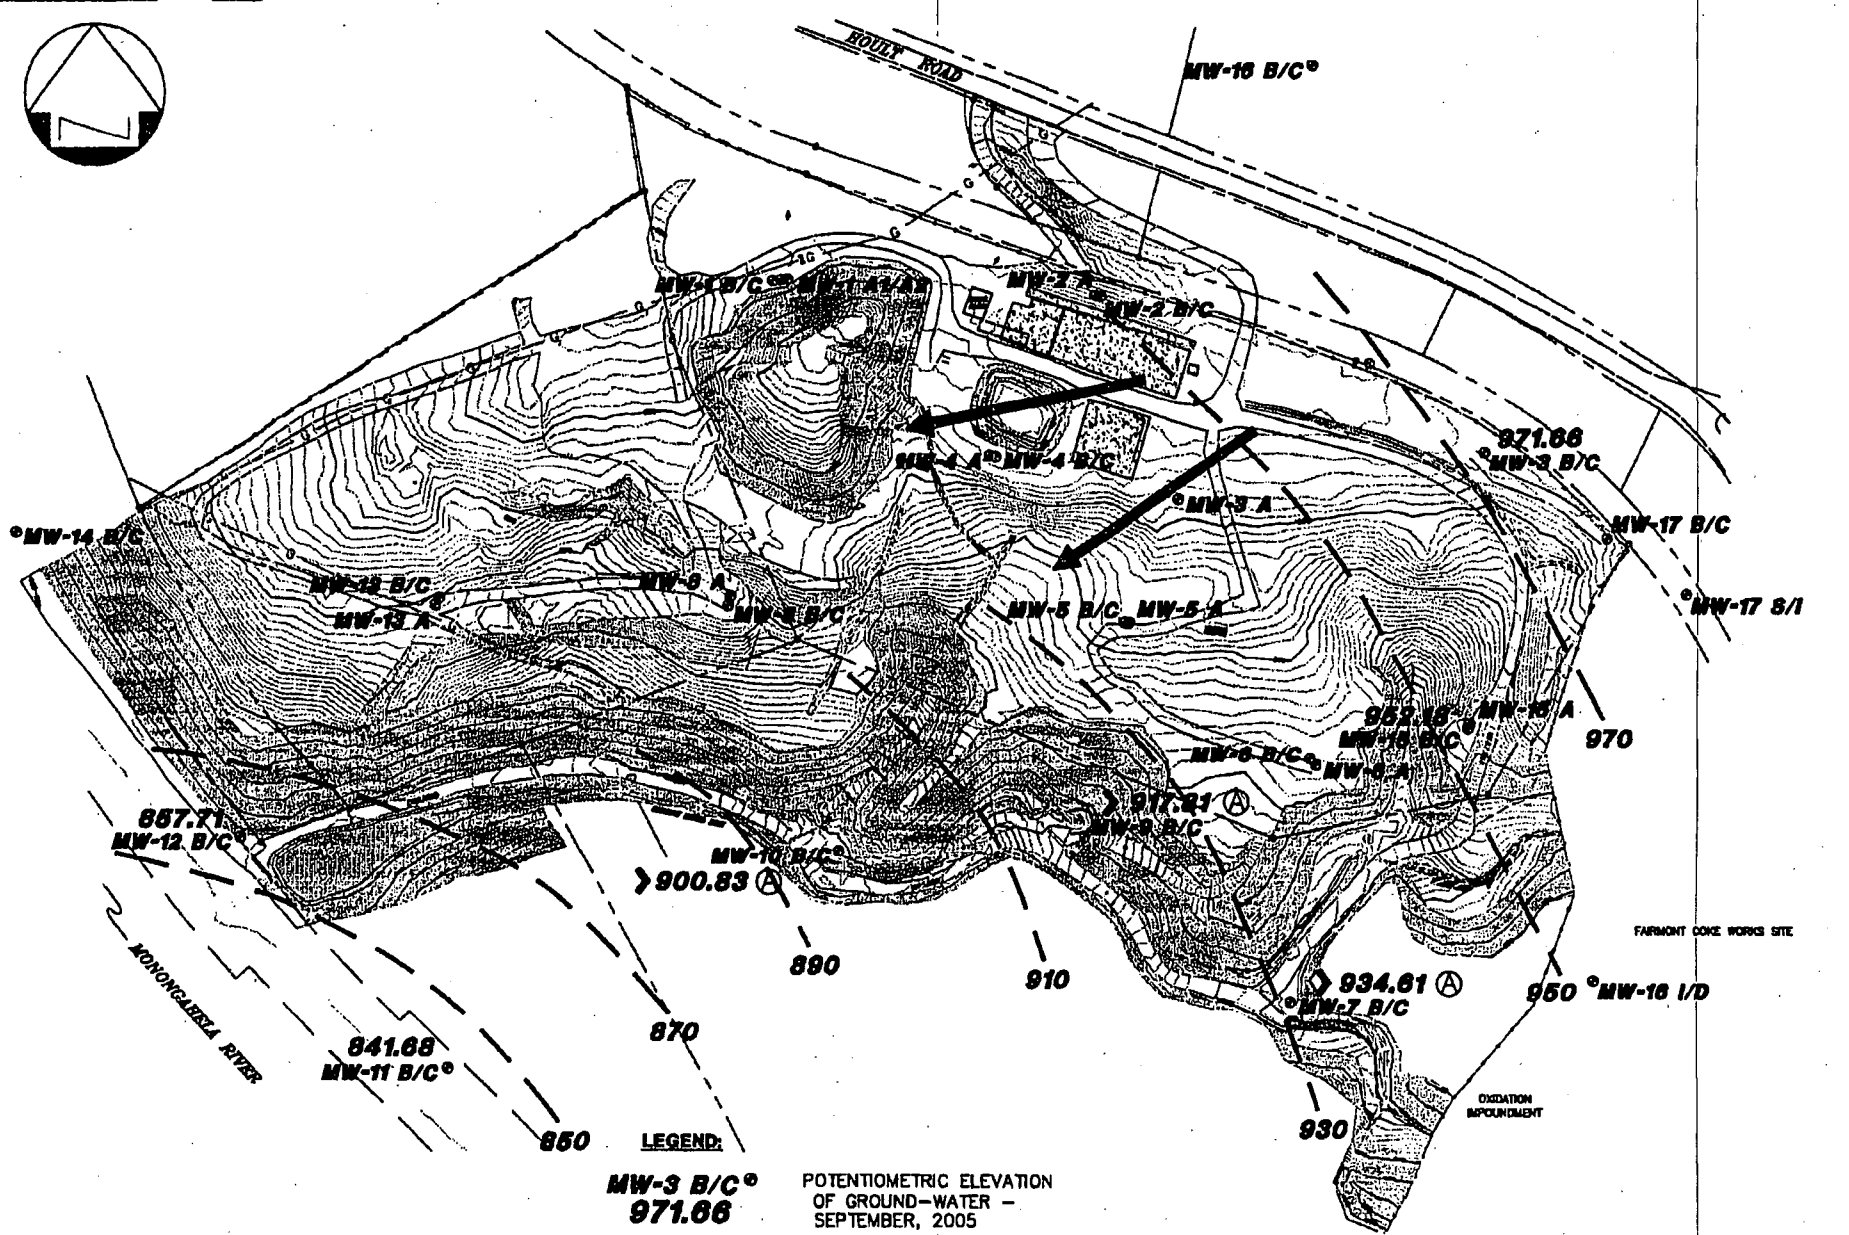 HOULT ROAD
MW-16 B/C
MW-1 B/C
MW-1 A1/A2
MW-2 A
MW-2 B/C
971.66
MW-3 B/C
MW-4 A
MW-4 B/C
MW-3 A
MW-17 B/C
MW-14 B/C
MW-13 B/C
MW-13 A
MW-8 A
MW-8 B/C
MW-5 B/C
MW-5 A
MW-17 S/I
952.18
MW-15 A
MW-15 B/C
970
MW-6 B/C
MW-6 A
857.71
MW-12 B/C
917.21 A
MW-9 B/C
MW-10 B/C
900.83 A
FAIRMONT COKE WORKS SITE
890
910
934.61 A
MW-7 B/C
950
MW-16 I/D
MONONGAHELA RIVER
870
841.68
MW-11 B/C
OXIDATION
IMPOUNDMENT
930
850
LEGEND:
MW-3 B/C
971.66
POTENTIOMETRIC ELEVATION
OF GROUND-WATER -
SEPTEMBER, 2005